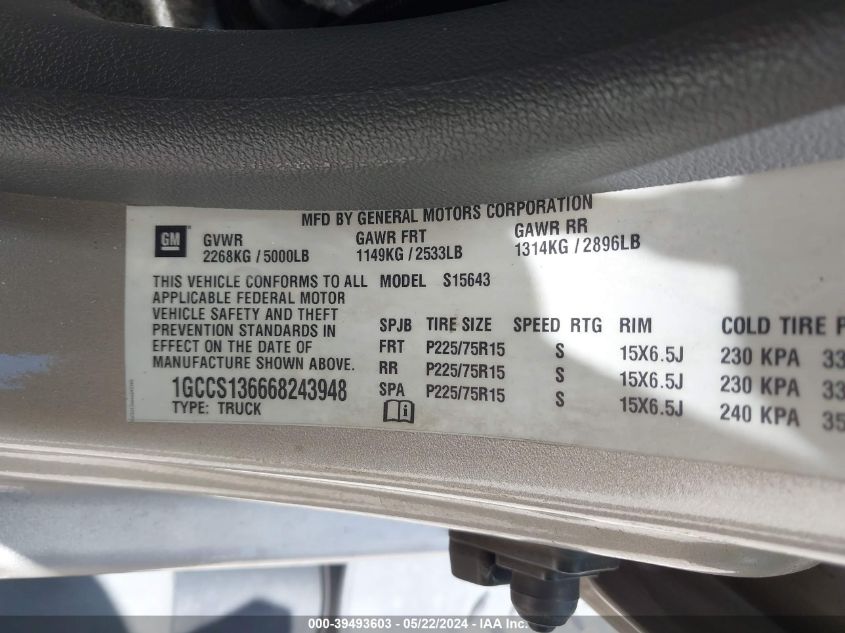 MFD BY GENERAL MOTORS CORPORATION
GM
GVWR GAWR FRT GAWR RR
2268KG / 5000LB 1149KG / 2533LB 1314KG / 2896LB
THIS VEHICLE CONFORMS TO ALL MODEL S15643
APPLICABLE FEDERAL MOTOR
VEHICLE SAFETY AND THEFT
PREVENTION STANDARDS IN
EFFECT ON THE DATE OF
MANUFACTURE SHOWN ABOVE.
1GCCS136668243948
TYPE: TRUCK
SPJB TIRE SIZE SPEED RTG RIM COLD TIRE P
FRT P225/75R15 S 15X6.5J 230 KPA 33
RR P225/75R15 S 15X6.5J 230 KPA 33
SPA P225/75R15 S 15X6.5J 240 KPA 35
000-39493603 - 05/22/2024 - IAA, Inc.